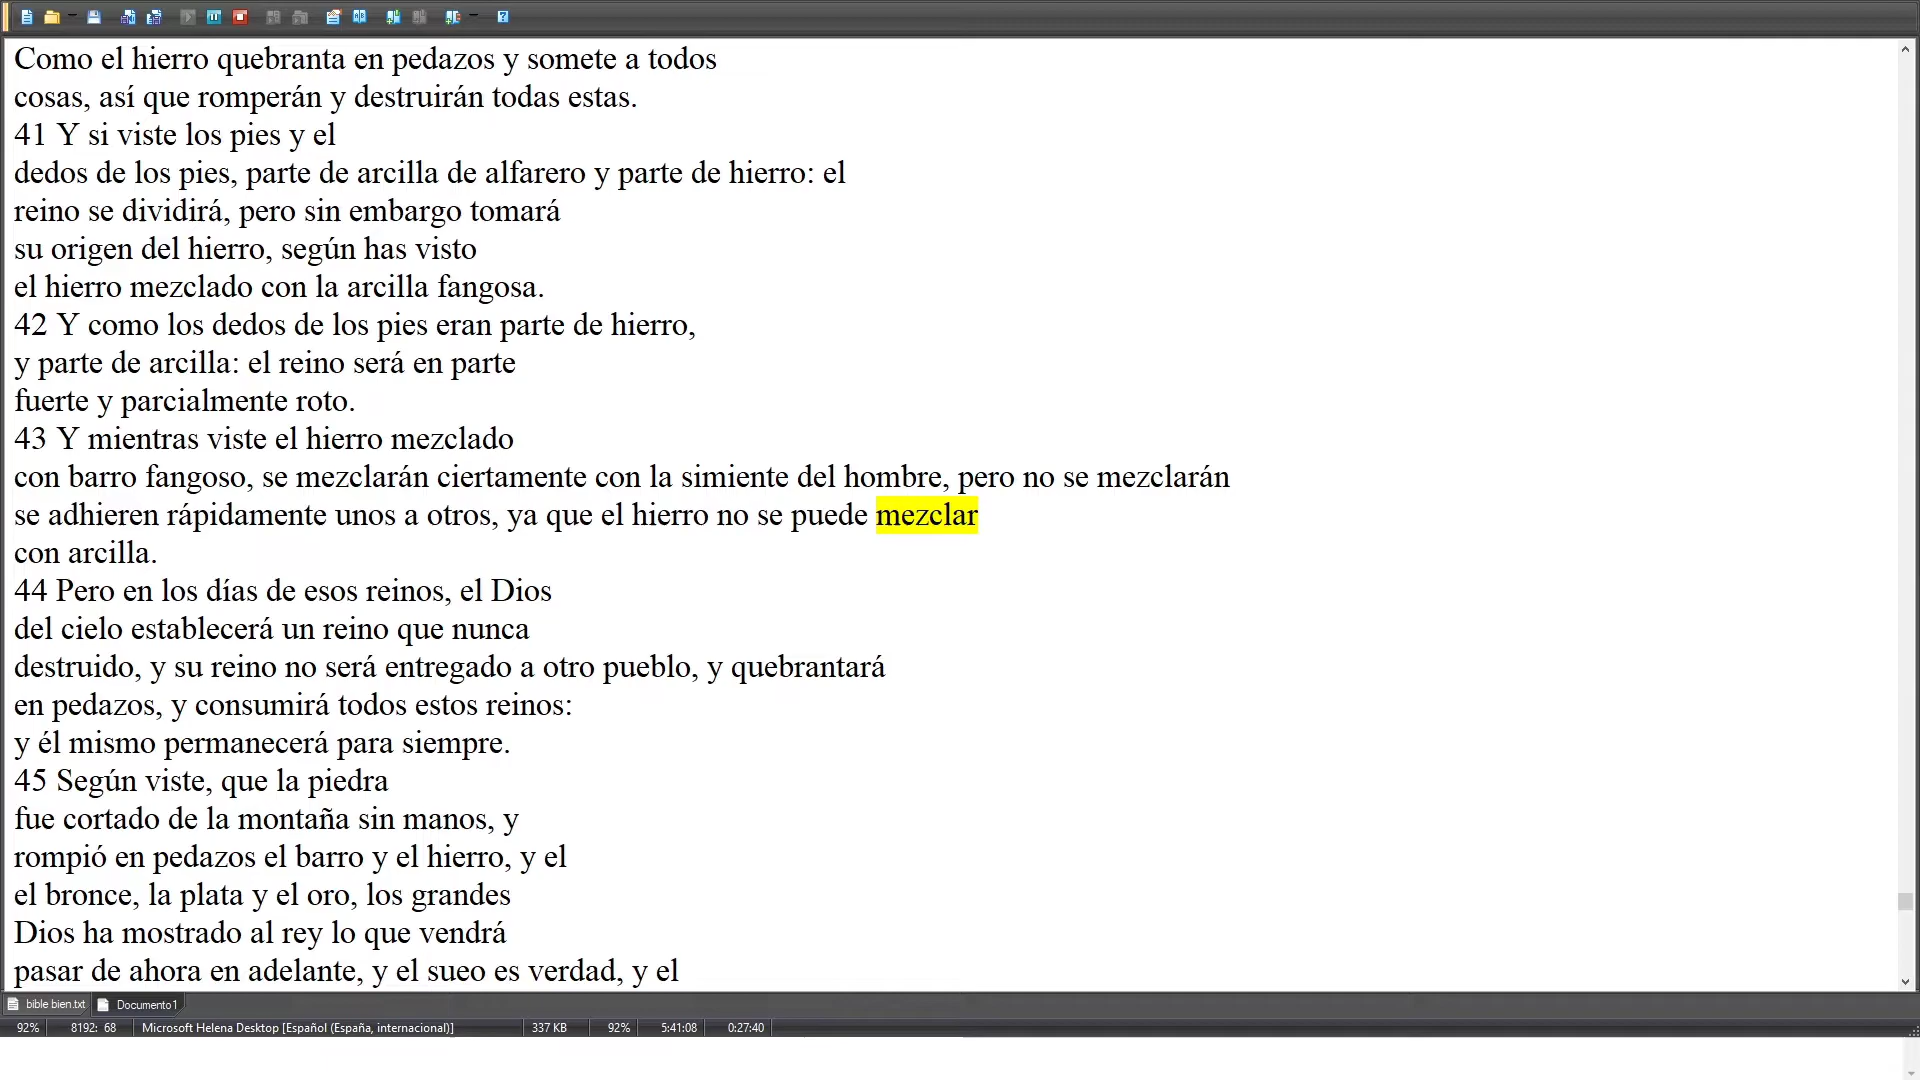 Como el hierro quebranta en pedazos y somete a todos
cosas, así que romperán y destruirán todas estas.
41 Y si viste los pies y el
dedos de los pies, parte de arcilla de alfarero y parte de hierro: el
reino se dividirá, pero sin embargo tomará
su origen del hierro, según has visto
el hierro mezclado con la arcilla fangosa.
42 Y como los dedos de los pies eran parte de hierro,
y parte de arcilla: el reino será en parte
fuerte y parcialmente roto.
43 Y mientras viste el hierro mezclado
con barro fangoso, se mezclarán ciertamente con la simiente del hombre, pero no se mezclarán
se adhieren rápidamente unos a otros, ya que el hierro no se puede mezclar
con arcilla.
44 Pero en los días de esos reinos, el Dios
del cielo establecerá un reino que nunca
destruido, y su reino no será entregado a otro pueblo, y quebrantará
en pedazos, y consumirá todos estos reinos:
y él mismo permanecerá para siempre.
45 Según viste, que la piedra
fue cortado de la montaña sin manos, y
rompió en pedazos el barro y el hierro, y el
el bronce, la plata y el oro, los grandes
Dios ha mostrado al rey lo que vendrá
pasar de ahora en adelante, y el sueo es verdad, y el
bible bien.txt Documento1
92% 8192: 68 Microsoft Helena Desktop [Español (España, internacional)] 337 KB 92% 5:41:08 0:27:40